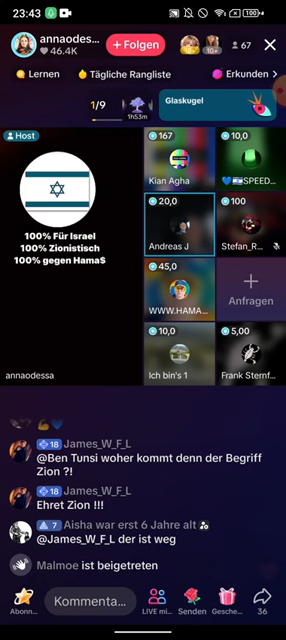 23:43
annaodes...
46.4K
+ Folgen
10+
67
Lernen
Tägliche Rangliste
Erkunden >
1/9
1h53m
Glaskugel
Host
100% Für Israel
100% Zionistisch
100% gegen Hama$
annaodessa
167
Kian Agha
10,0
SPEED...
20,0
Andreas J
100
Stefan_R...
45,0
WWW.HAMA...
+
Anfragen
10,0
Ich bin's 1
5,00
Frank Sternf...
18 James_W_F_L
@Ben Tunsi woher kommt denn der Begriff
Zion ?!
18 James_W_F_L
Ehret Zion !!!
7 Aisha war erst 6 Jahre alt
@James_W_F_L der ist weg
Malmoe ist beigetreten
Abonn...
Kommenta...
LIVE mi...
Senden
Gesche...
36